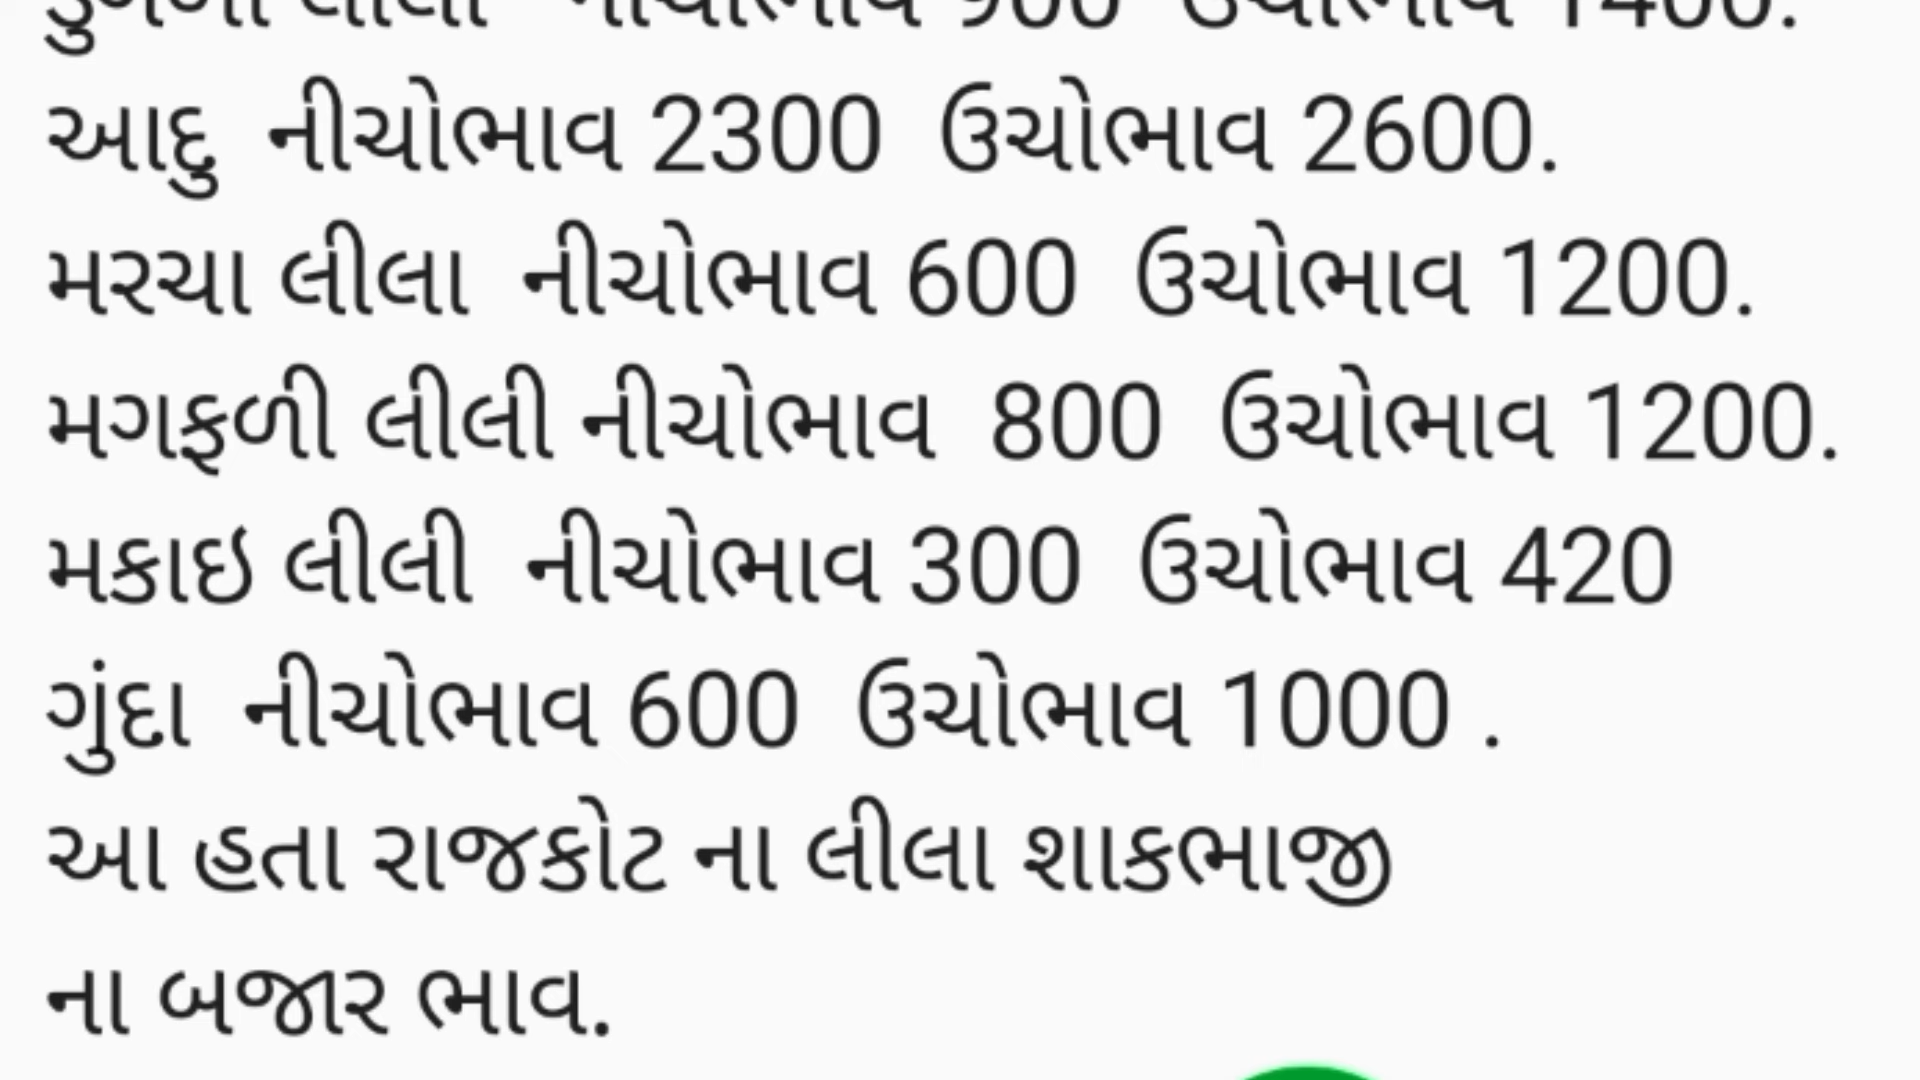 આદુ  નીચોભાવ 2300  ઉચોભાવ 2600.
મરચા લીલા  નીચોભાવ 600  ઉચોભાવ 1200.
મગફળી લીલી નીચોભાવ  800  ઉચોભાવ 1200.
મકાઇ લીલી  નીચોભાવ 300  ઉચોભાવ 420
ગુંદા  નીચોભાવ 600  ઉચોભાવ 1000 .
આ હતા રાજકોટ ના લીલા શાકભાજી
ના બજાર ભાવ.